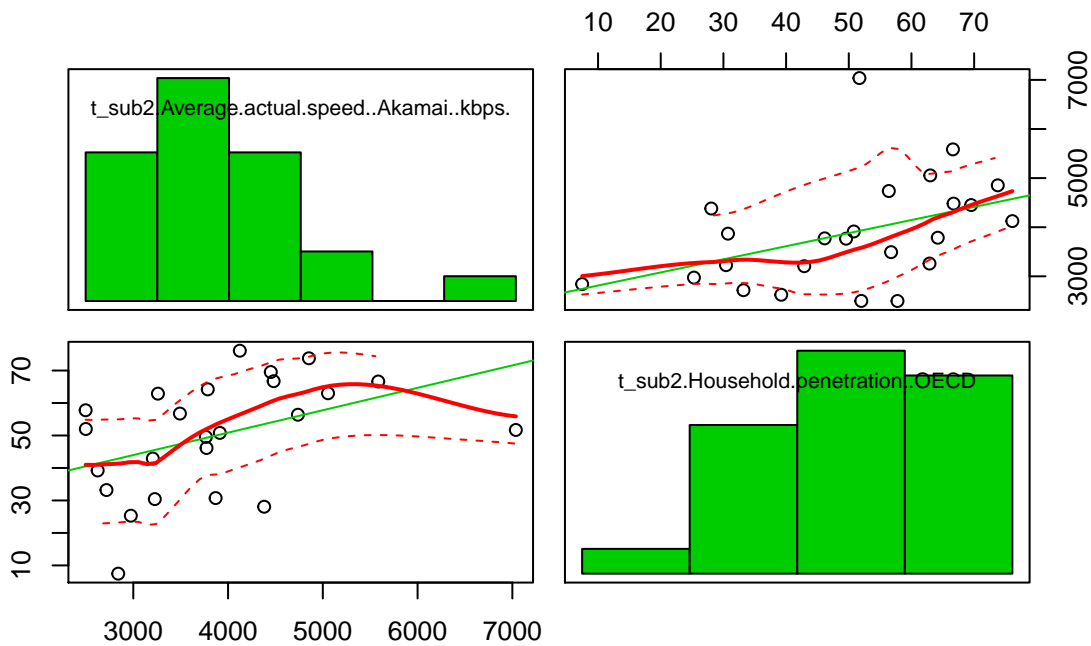 10 20 30 40 50 60 70
t_sub2.Average.actual.speed..Akamai..kbps.
3000 5000 7000
t_sub2.Household.penetration..OECD
10 30 50 70
3000 4000 5000 6000 7000